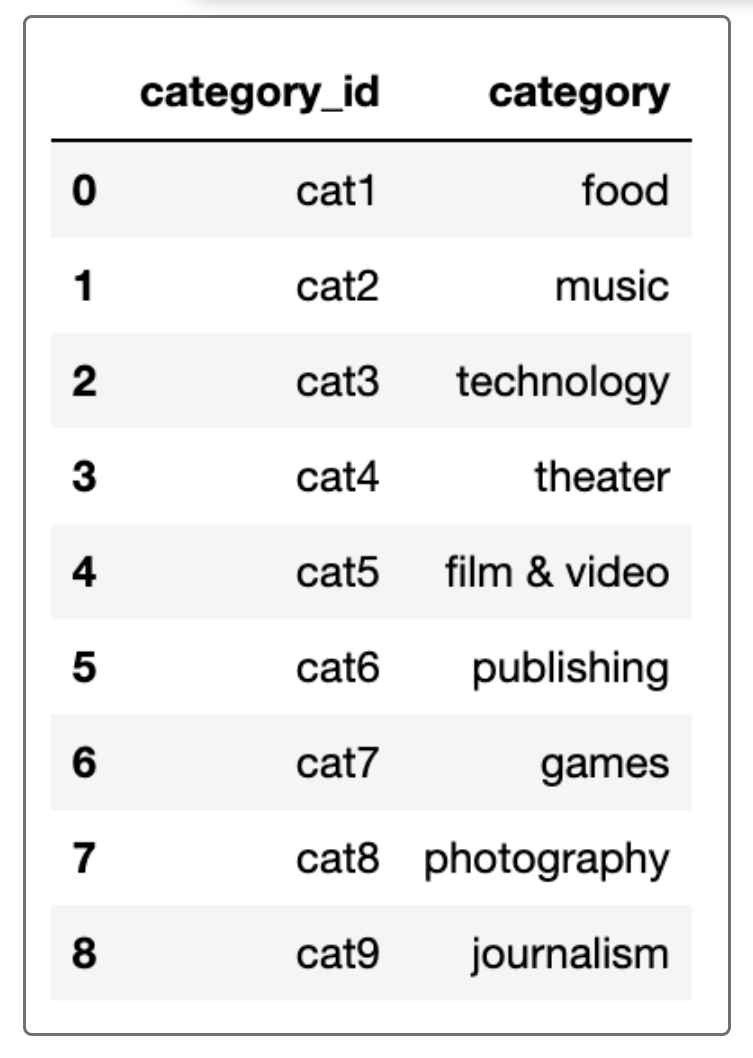 category_id category
0 cat1 food
1 cat2 music
2 cat3 technology
3 cat4 theater
4 cat5 film & video
5 cat6 publishing
6 cat7 games
7 cat8 photography
8 cat9 journalism